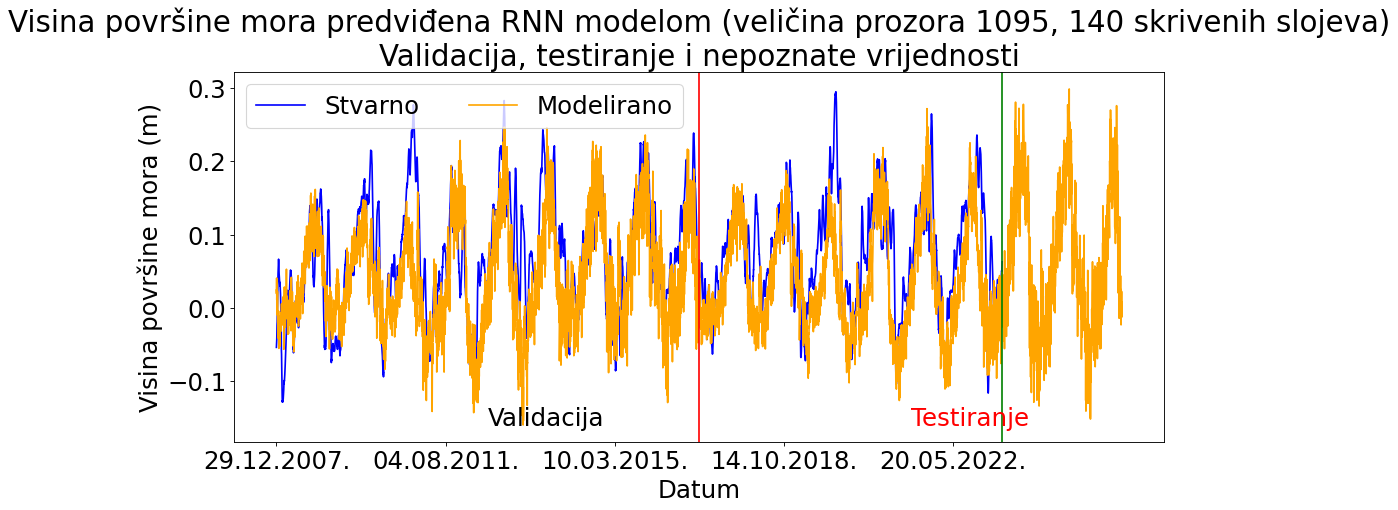 Visina površine mora predviđena RNN modelom (veličina prozora 1095, 140 skrivenih slojeva)
Validacija, testiranje i nepoznate vrijednosti
Stvarno Modelirano
Visina površine mora (m)
0.3
0.2
0.1
0.0
−0.1
Validacija
Testiranje
29.12.2007. 04.08.2011. 10.03.2015. 14.10.2018. 20.05.2022.
Datum